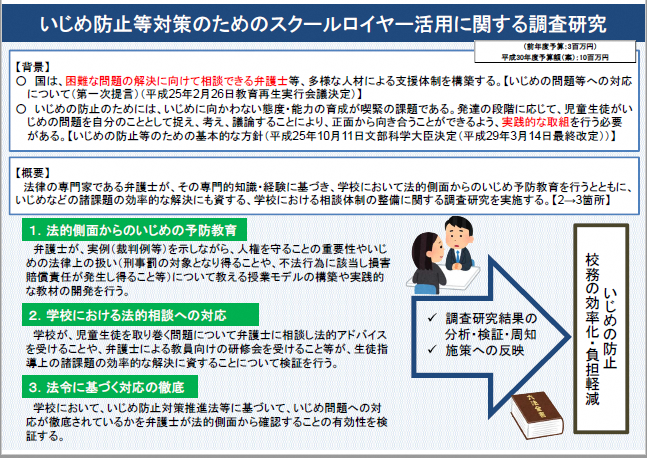 いじめ防止等対策のためのスクールロイヤー活用に関する調査研究
(前年度予算:3百万円)
平成30年度予算額(案):10百万円
【背景】
○ 国は、困難な問題の解決に向けて相談できる弁護士等、多様な人材による支援体制を構築する。【いじめの問題等への対応
について(第一次提言)(平成25年2月26日教育再生実行会議決定)】
○ いじめの防止のためには、いじめに向かわない態度・能力の育成が喫緊の課題である。発達の段階に応じて、児童生徒がい
じめの問題を自分のこととして捉え、考え、議論することにより、正面から向き合うことができるよう、実践的な取組を行う必要
がある。【いじめの防止等のための基本的な方針(平成25年10月11日文部科学大臣決定(平成29年3月14日最終改定))】
【概要】
法律の専門家である弁護士が、その専門的知識・経験に基づき、学校において法的側面からのいじめ予防教育を行うとともに、
いじめなどの諸課題の効率的な解決にも資する、学校における相談体制の整備に関する調査研究を実施する。【2→3箇所】
1. 法的側面からのいじめの予防教育
弁護士が、実例(裁判例等)を示しながら、人権を守ることの重要性やいじ
めの法律上の扱い(刑事罰の対象となり得ることや、不法行為に該当し損害
賠償責任が発生し得ること等)について教える授業モデルの構築や実践的
な教材の開発を行う。
2. 学校における法的相談への対応
学校が、児童生徒を取り巻く問題について弁護士に相談し法的アドバイス
を受けることや、弁護士による教員向けの研修会を受けること等が、生徒指
導上の諸課題の効率的な解決に資することについて検証を行う。
3. 法令に基づく対応の徹底
学校において、いじめ防止対策推進法等に基づいて、いじめ問題への対
応が徹底されているかを弁護士が法的側面から確認することの有効性を検
証する。
✓ 調査研究結果の
分析・検証・周知
✓ 施策への反映
六法全書
いじめの防止
校務の効率化・負担軽減